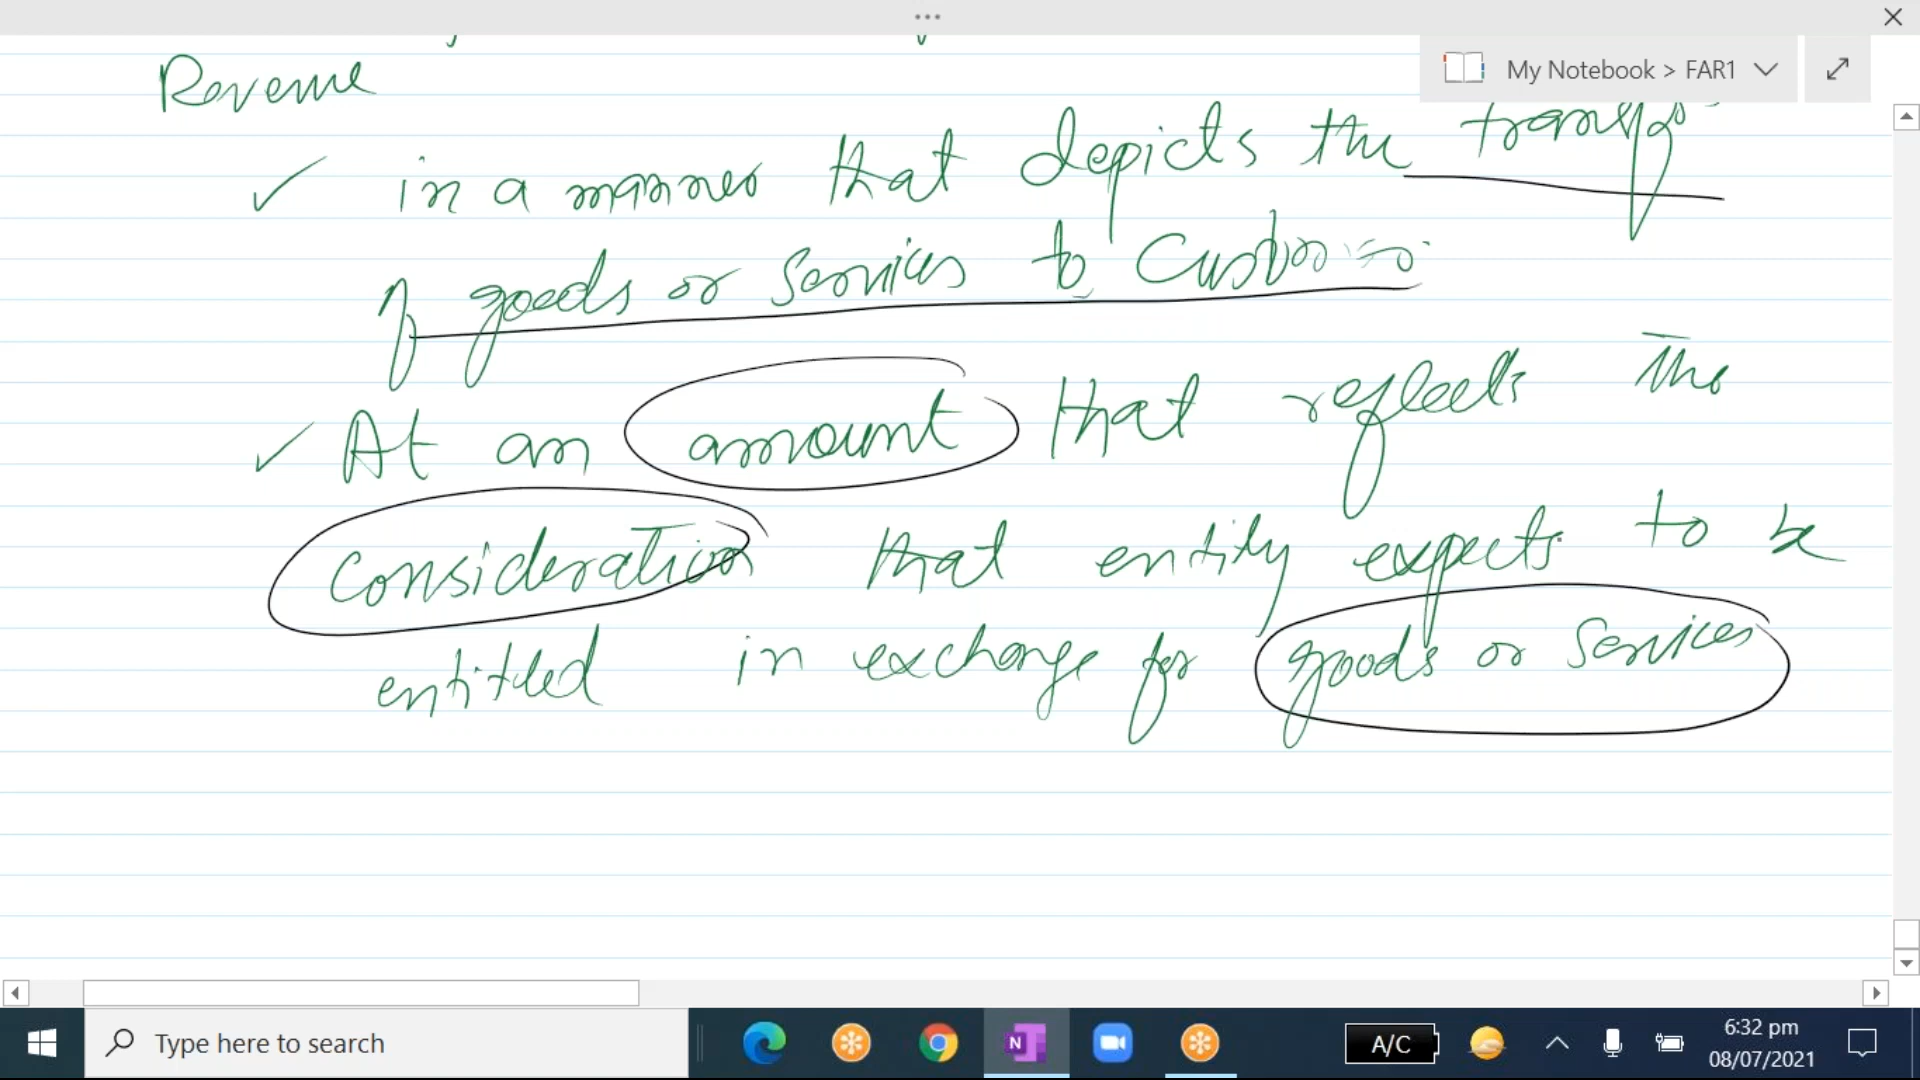 Revenue
My Notebook > FAR1
✓ in a manner that depicts the transfer
of goods or services to Customer
✓ At an amount that reflects the
consideration that entity expects to be
entitled in exchange for goods or services
Type here to search
A/C
6:32 pm
08/07/2021